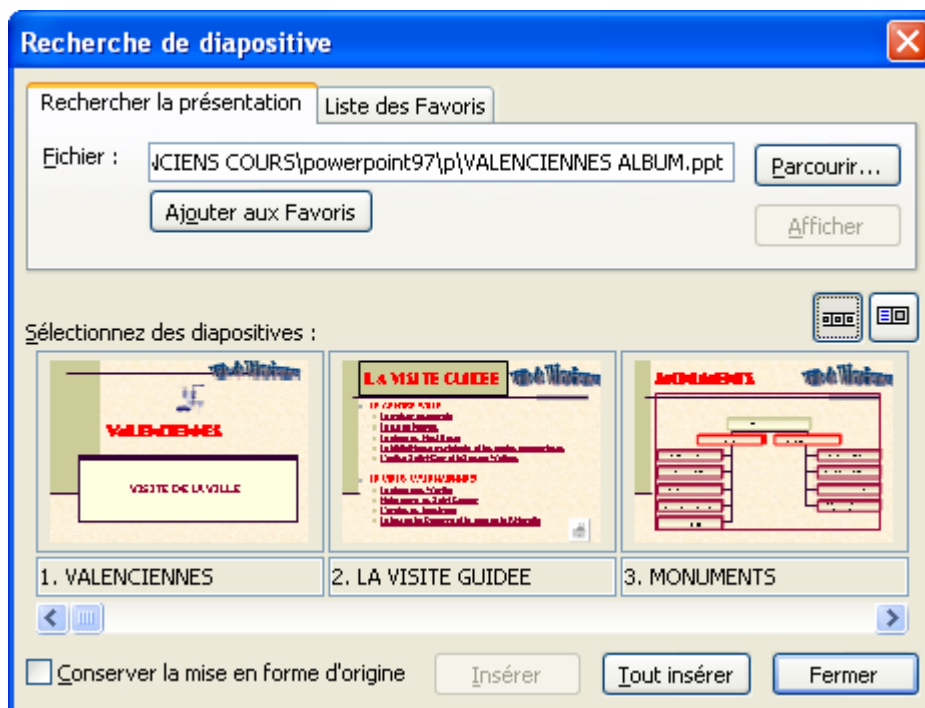 Recherche de diapositive
Rechercher la présentation
Liste des Favoris
Fichier :
NCIENS COURS\powerpoint97\p\VALENCIENNES ALBUM.ppt
Parcourir...
Ajouter aux Favoris
Afficher
Sélectionnez des diapositives :
VALENCIENNES
VISITE DE LA VILLE
LA VISITE GUIDEE
MONUMENTS
1. VALENCIENNES
2. LA VISITE GUIDEE
3. MONUMENTS
Conserver la mise en forme d'origine
Insérer
Tout insérer
Fermer